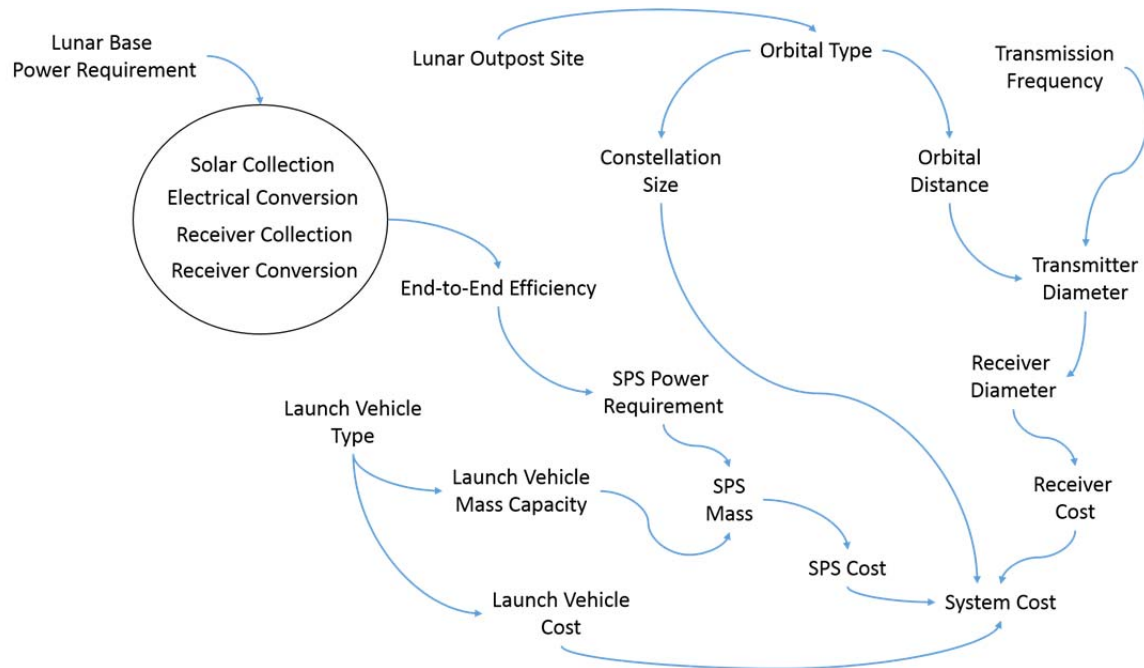 Lunar Base
Power Requirement
Lunar Outpost Site
Orbital Type
Transmission
Frequency
Solar Collection
Electrical Conversion
Receiver Collection
Receiver Conversion
Constellation
Size
Orbital
Distance
End-to-End Efficiency
Transmitter
Diameter
SPS Power
Requirement
Receiver
Diameter
Launch Vehicle
Type
Launch Vehicle
Mass Capacity
SPS
Mass
Receiver
Cost
SPS Cost
Launch Vehicle
Cost
System Cost